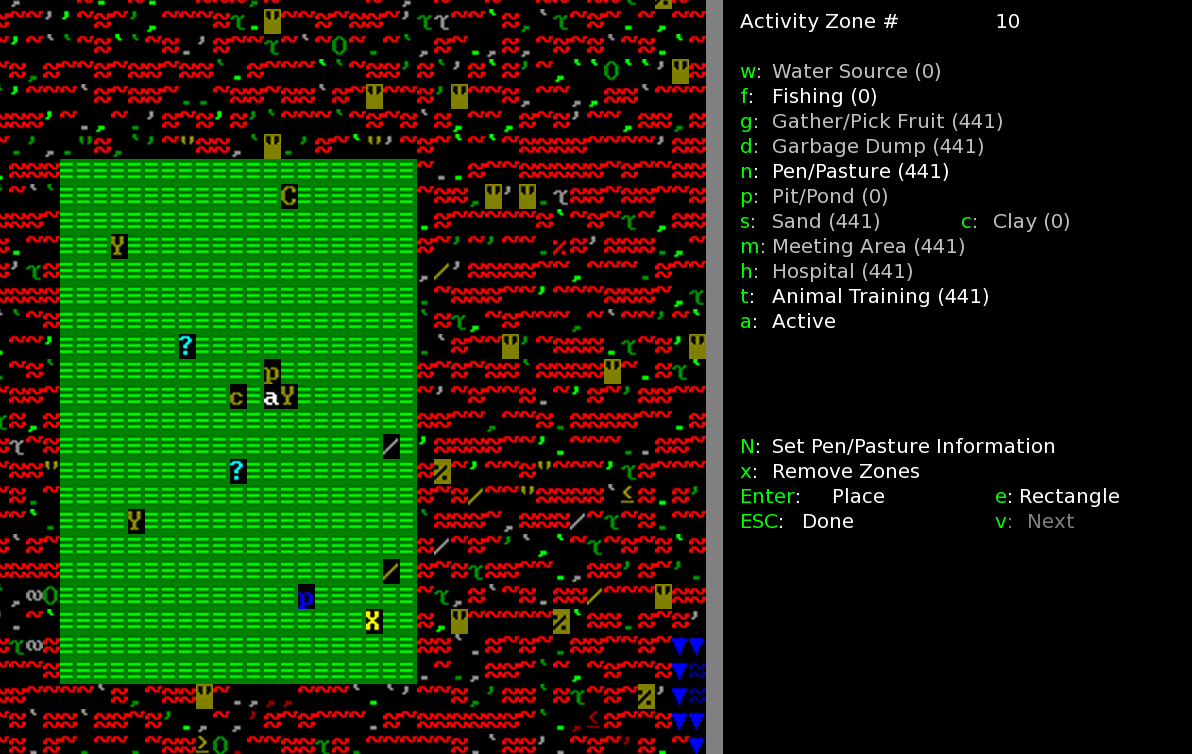 Activity Zone # 10
w: Water Source (0)
f: Fishing (0)
g: Gather/Pick Fruit (441)
d: Garbage Dump (441)
n: Pen/Pasture (441)
p: Pit/Pond (0)
s: Sand (441) c: Clay (0)
m: Meeting Area (441)
h: Hospital (441)
t: Animal Training (441)
a: Active
N: Set Pen/Pasture Information
x: Remove Zones
Enter: Place e: Rectangle
ESC: Done v: Next